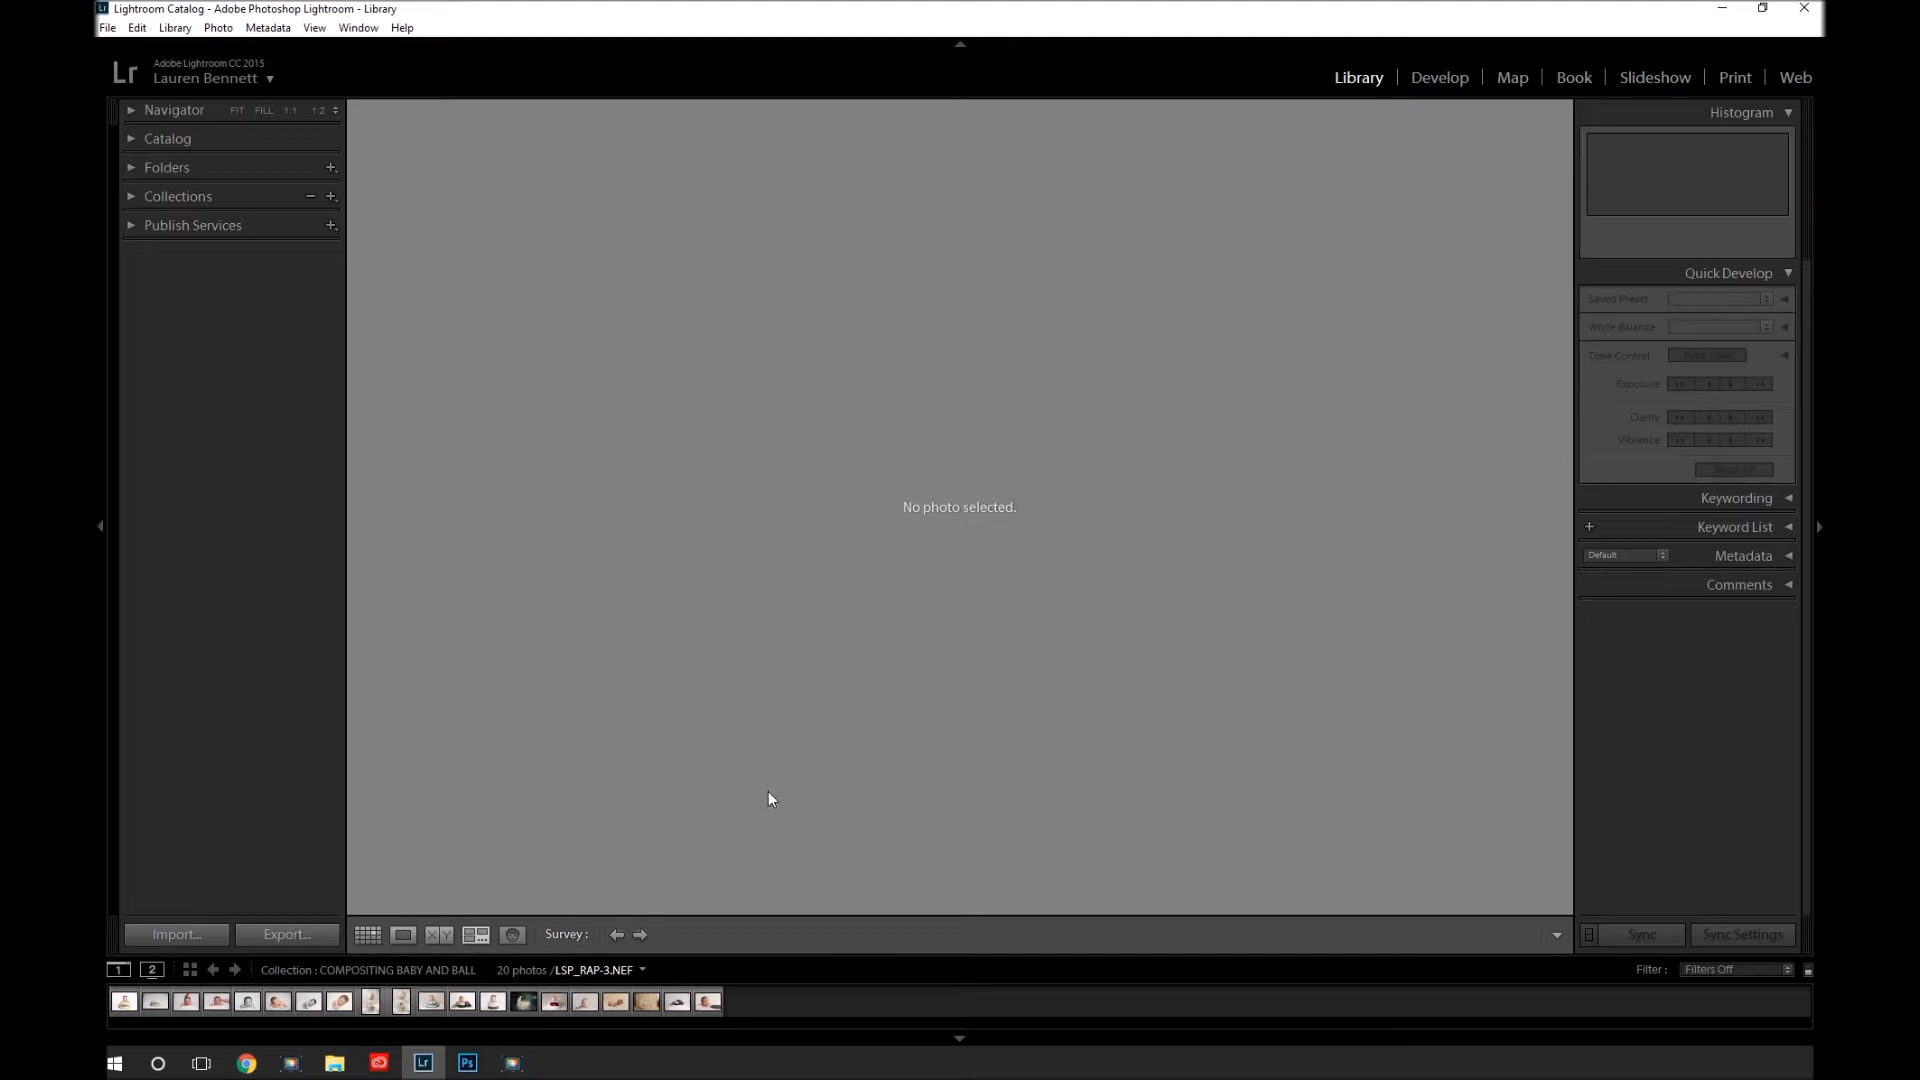 Lr Lightroom Catalog - Adobe Photoshop Lightroom - Library
File Edit Library Photo Metadata View Window Help
Lr Adobe Lightroom CC 2015
Lauren Bennett
Library Develop Map Book Slideshow Print Web
Navigator FIT FILL 1:1 1:2
Catalog
Folders
Collections
Publish Services
Histogram
Quick Develop
Saved Preset
White Balance
Tone Control
Exposure
Clarity
Vibrance
No photo selected.
Keywording
Keyword List
Default Metadata
Comments
Import... Export...
XY Survey :
Sync Sync Settings
1 2 Collection : COMPOSITING BABY AND BALL 20 photos /LSP_RAP-3.NEF
Filter : Filters Off
Lr Ps